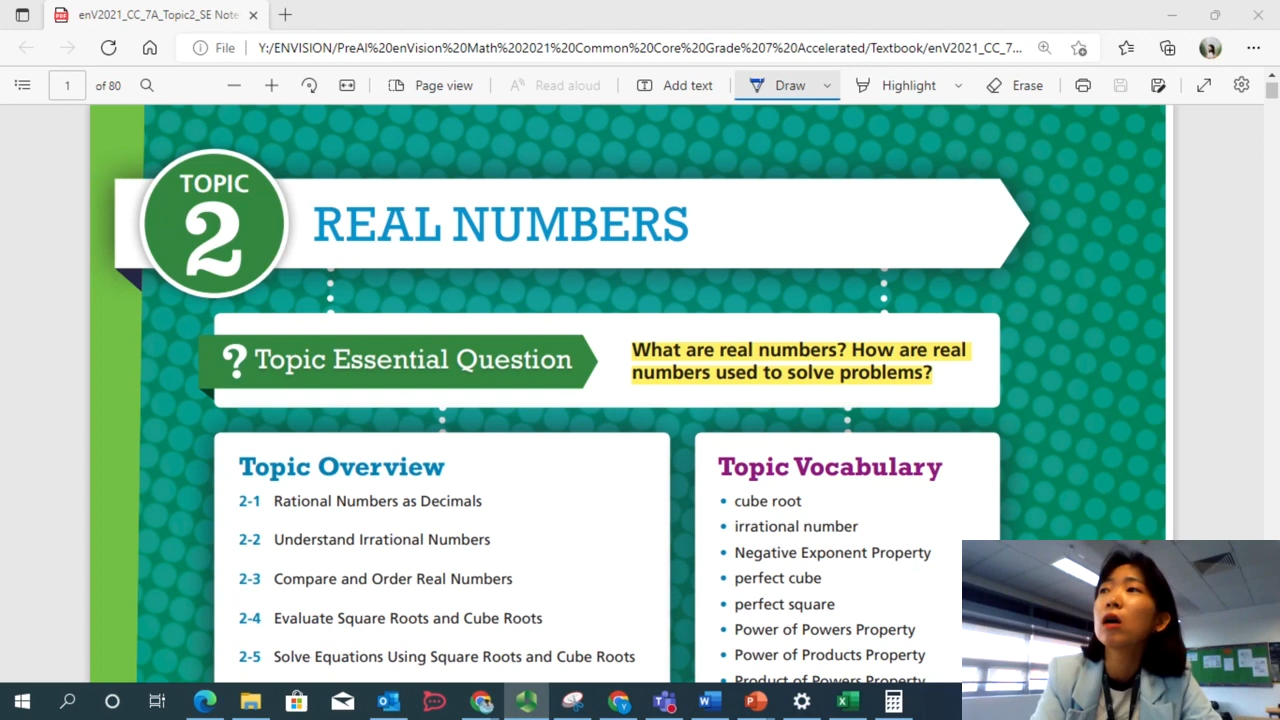 enV2021_CC_7A_Topic2_SE Note
File
Y:/ENVISION/PreAI%20enVision%20Math%202021%20Common%20Core%20Grade%207%20Accelerated/Textbook/enV2021_CC_7...
1 of 80
Page view
Read aloud
Add text
Draw
Highlight
Erase
TOPIC
2
REAL NUMBERS
? Topic Essential Question
What are real numbers? How are real
numbers used to solve problems?
Topic Overview
2-1 Rational Numbers as Decimals
2-2 Understand Irrational Numbers
2-3 Compare and Order Real Numbers
2-4 Evaluate Square Roots and Cube Roots
2-5 Solve Equations Using Square Roots and Cube Roots
Topic Vocabulary
• cube root
• irrational number
• Negative Exponent Property
• perfect cube
• perfect square
• Power of Powers Property
• Power of Products Property
• Product of Powers Property